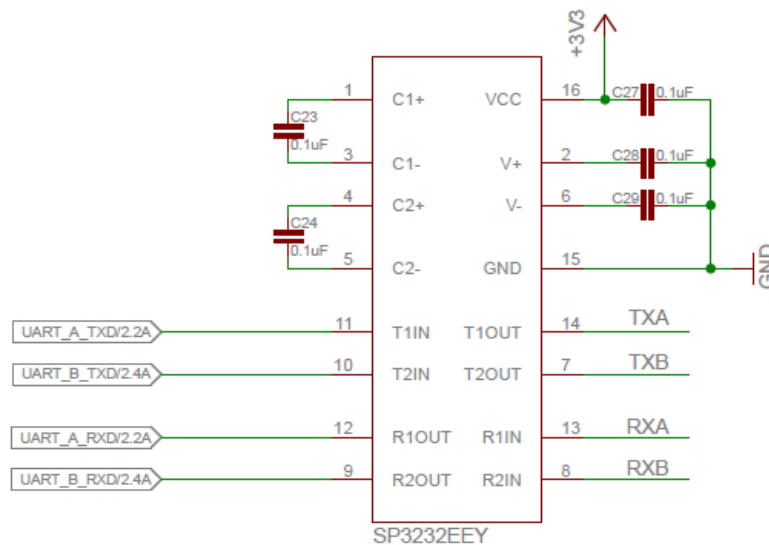 +3V3
1 C1+ VCC 16 C27 0.1uF
C23
0.1uF
3 C1- V+ 2 C28 0.1uF
4 C2+ V- 6 C29 0.1uF
C24
0.1uF
5 C2- GND 15
GND
UART_A_TXD/2.2A 11 T1IN T1OUT 14 TXA
UART_B_TXD/2.4A 10 T2IN T2OUT 7 TXB
UART_A_RXD/2.2A 12 R1OUT R1IN 13 RXA
UART_B_RXD/2.4A 9 R2OUT R2IN 8 RXB
SP3232EEY